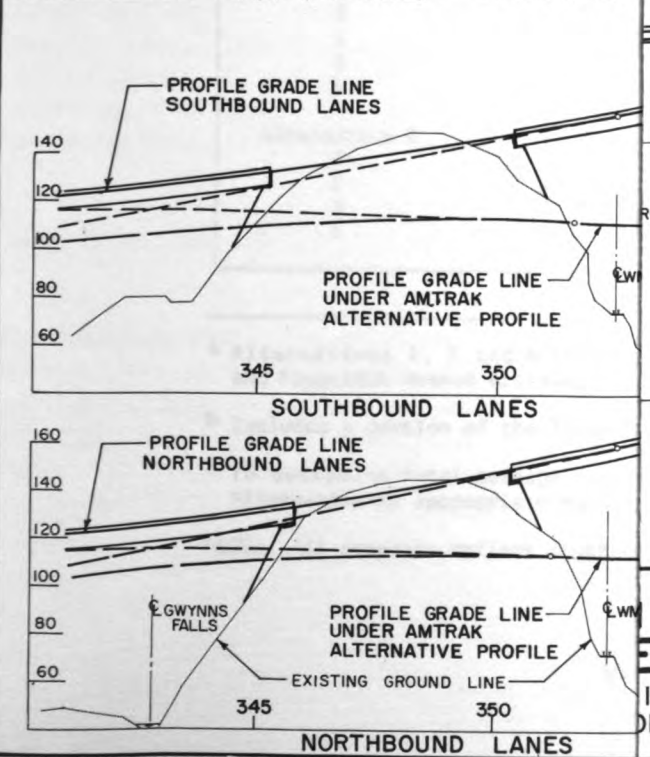 PROFILE GRADE LINE
SOUTHBOUND LANES
140
120
100
80
60
PROFILE GRADE LINE
UNDER AMTRAK
ALTERNATIVE PROFILE
345
350
SOUTHBOUND LANES
160
140
120
100
80
60
PROFILE GRADE LINE
NORTHBOUND LANES
℄ GWYNNS
FALLS
PROFILE GRADE LINE
UNDER AMTRAK
ALTERNATIVE PROFILE
EXISTING GROUND LINE
345
350
NORTHBOUND LANES